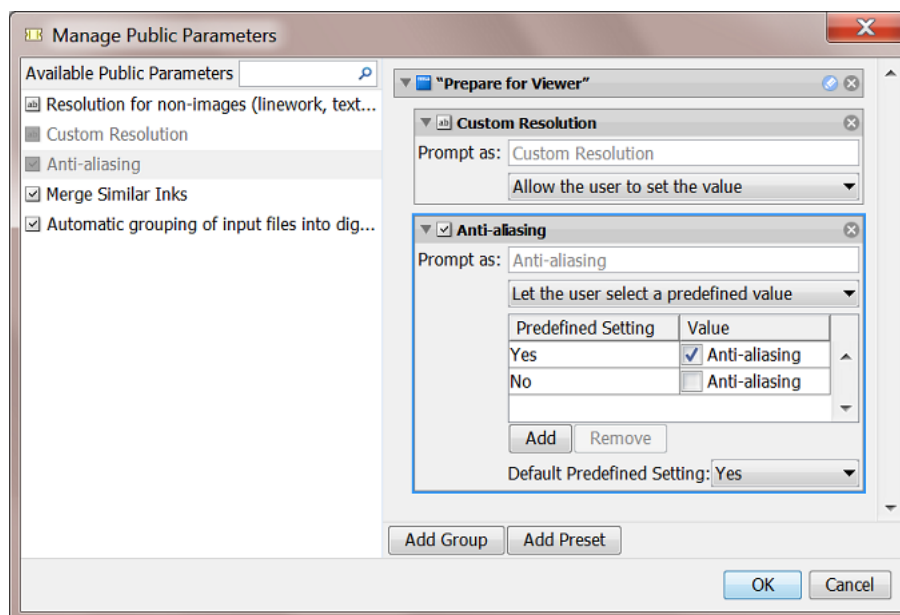 Manage Public Parameters
Available Public Parameters
Resolution for non-images (linework, text...
Custom Resolution
Anti-aliasing
Merge Similar Inks
Automatic grouping of input files into dig...
"Prepare for Viewer"
ab Custom Resolution
Prompt as: Custom Resolution
Allow the user to set the value
Anti-aliasing
Prompt as: Anti-aliasing
Let the user select a predefined value
Predefined Setting Value
Yes Anti-aliasing
No Anti-aliasing
Add Remove
Default Predefined Setting: Yes
Add Group Add Preset
OK Cancel